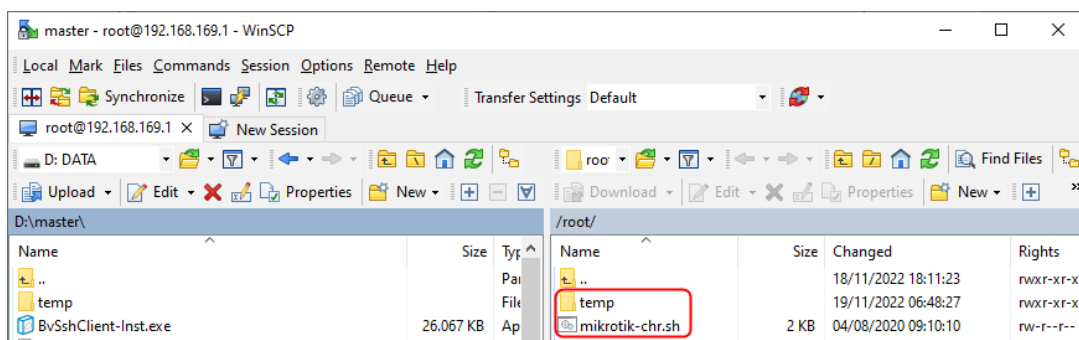 master - root@192.168.169.1 - WinSCP
Local Mark Files Commands Session Options Remote Help
Synchronize Queue Transfer Settings Default
root@192.168.169.1 × New Session
D: DATA roo Find Files
Upload Edit Properties New Download Edit Properties New »
D:\master\ /root/
Name Size Typ Name Size Changed Rights
.. Par .. 18/11/2022 18:11:23 rwxr-xr-x
temp File temp 19/11/2022 06:48:27 rwxr-xr-x
BvSshClient-Inst.exe 26.067 KB Ap mikrotik-chr.sh 2 KB 04/08/2020 09:10:10 rw-r--r--